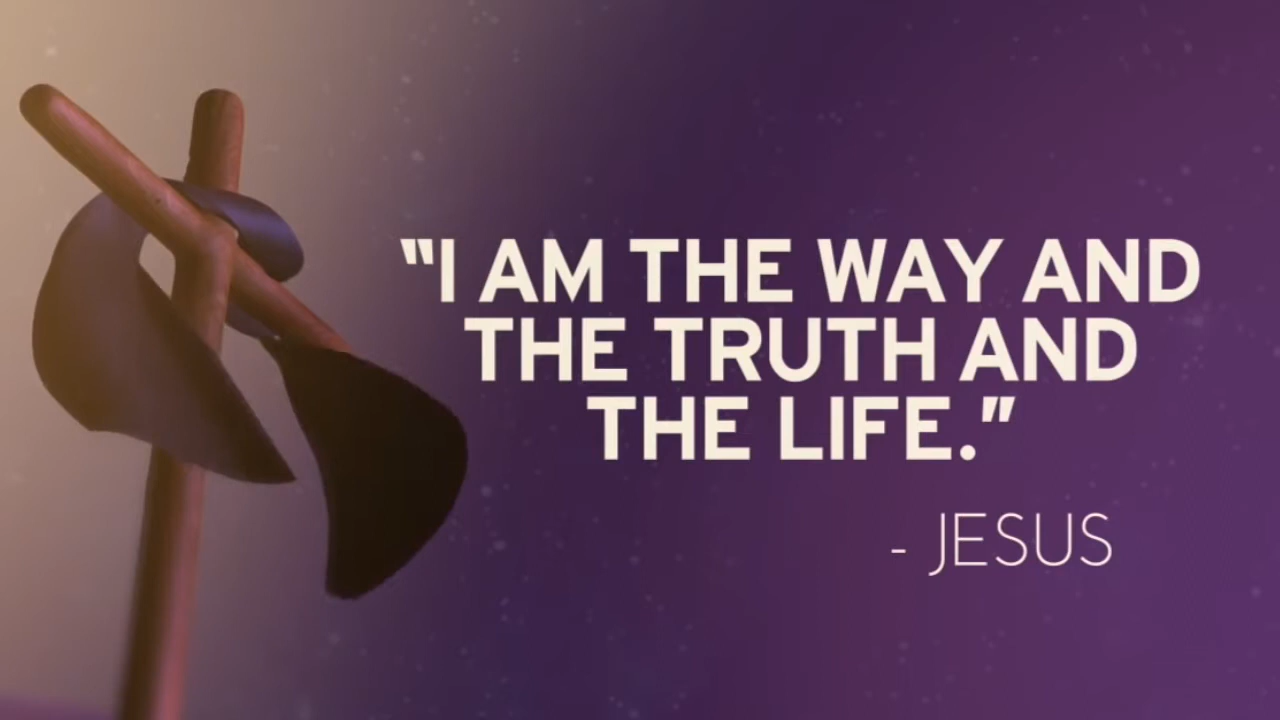 "I AM THE WAY AND
THE TRUTH AND
THE LIFE."
- JESUS